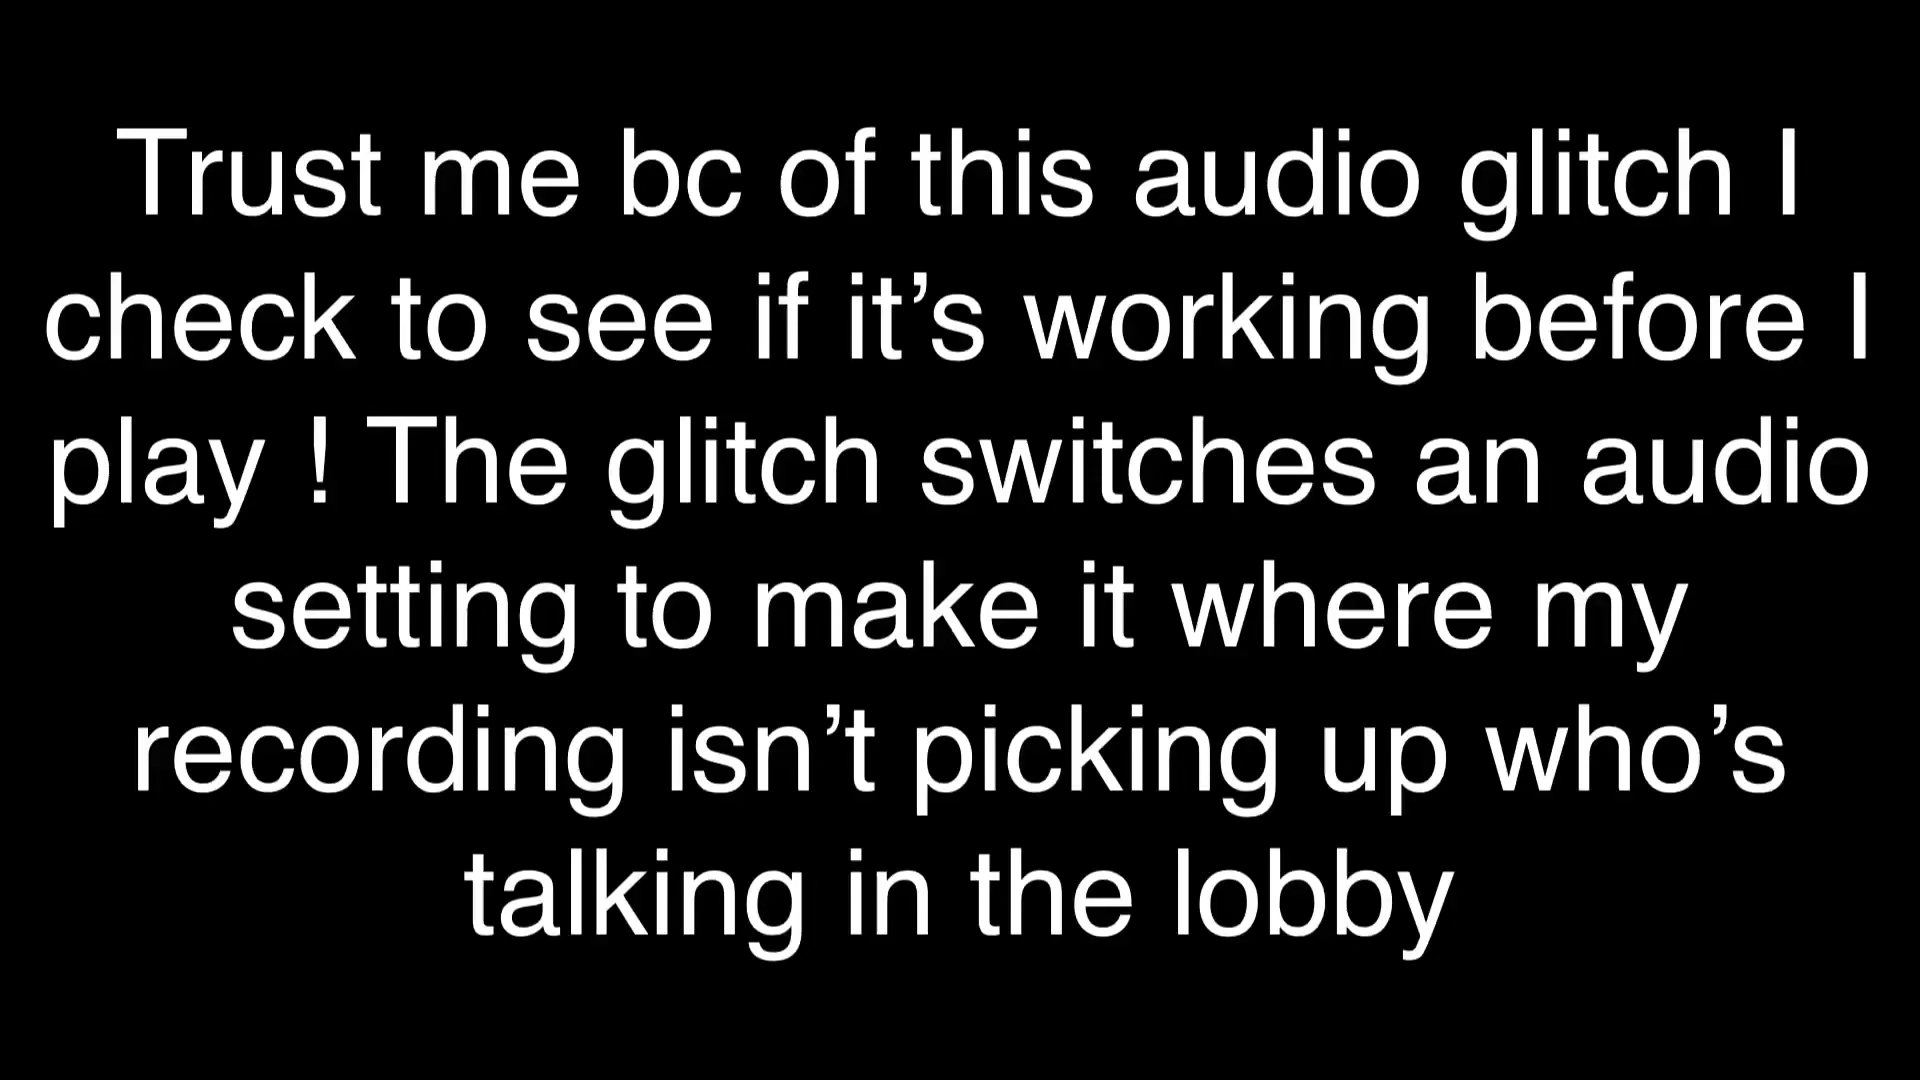 Trust me bc of this audio glitch I
check to see if it’s working before I
play ! The glitch switches an audio
setting to make it where my
recording isn’t picking up who’s
talking in the lobby